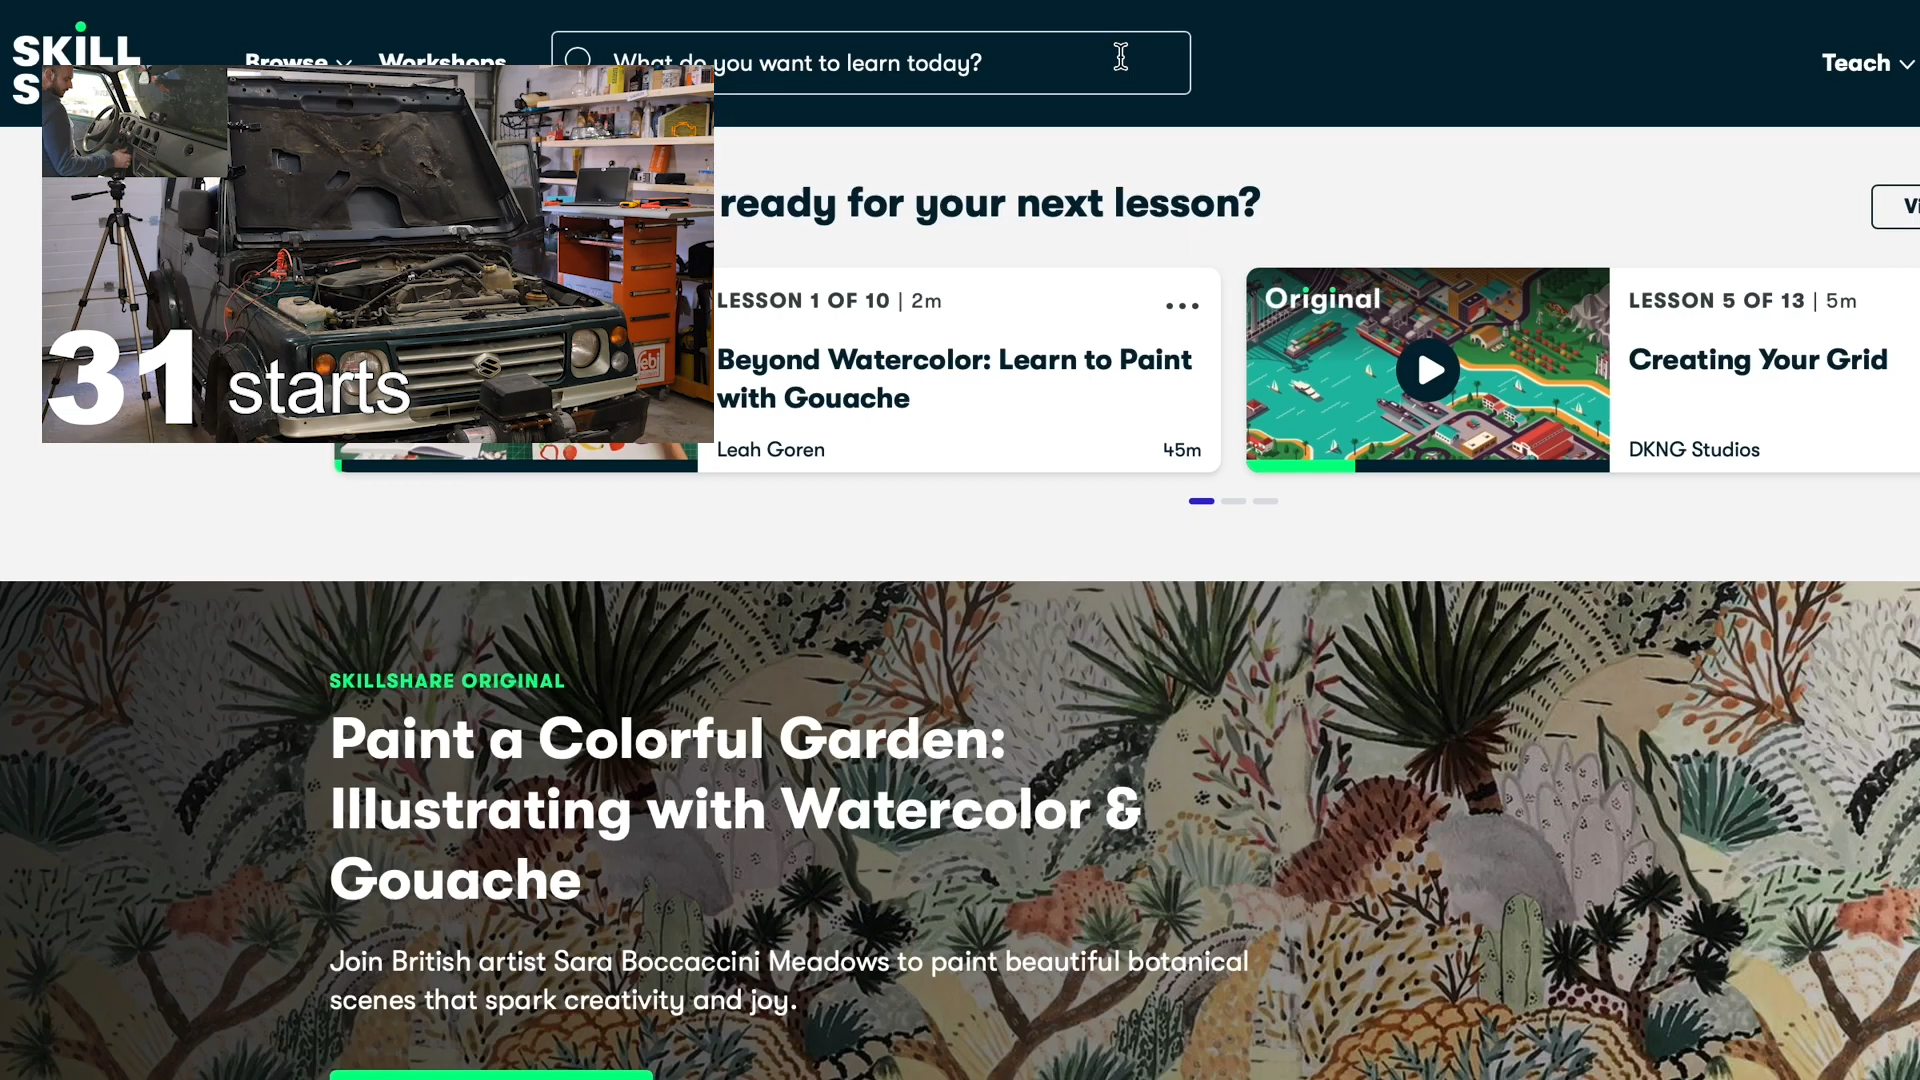 SKILL
S
Browse
Workshops
What do you want to learn today?
Teach
ready for your next lesson?
31 starts
LESSON 1 OF 10 | 2m
Beyond Watercolor: Learn to Paint
with Gouache
Leah Goren
45m
Original
LESSON 5 OF 13 | 5m
Creating Your Grid
DKNG Studios
SKILLSHARE ORIGINAL
Paint a Colorful Garden:
Illustrating with Watercolor &
Gouache
Join British artist Sara Boccaccini Meadows to paint beautiful botanical
scenes that spark creativity and joy.